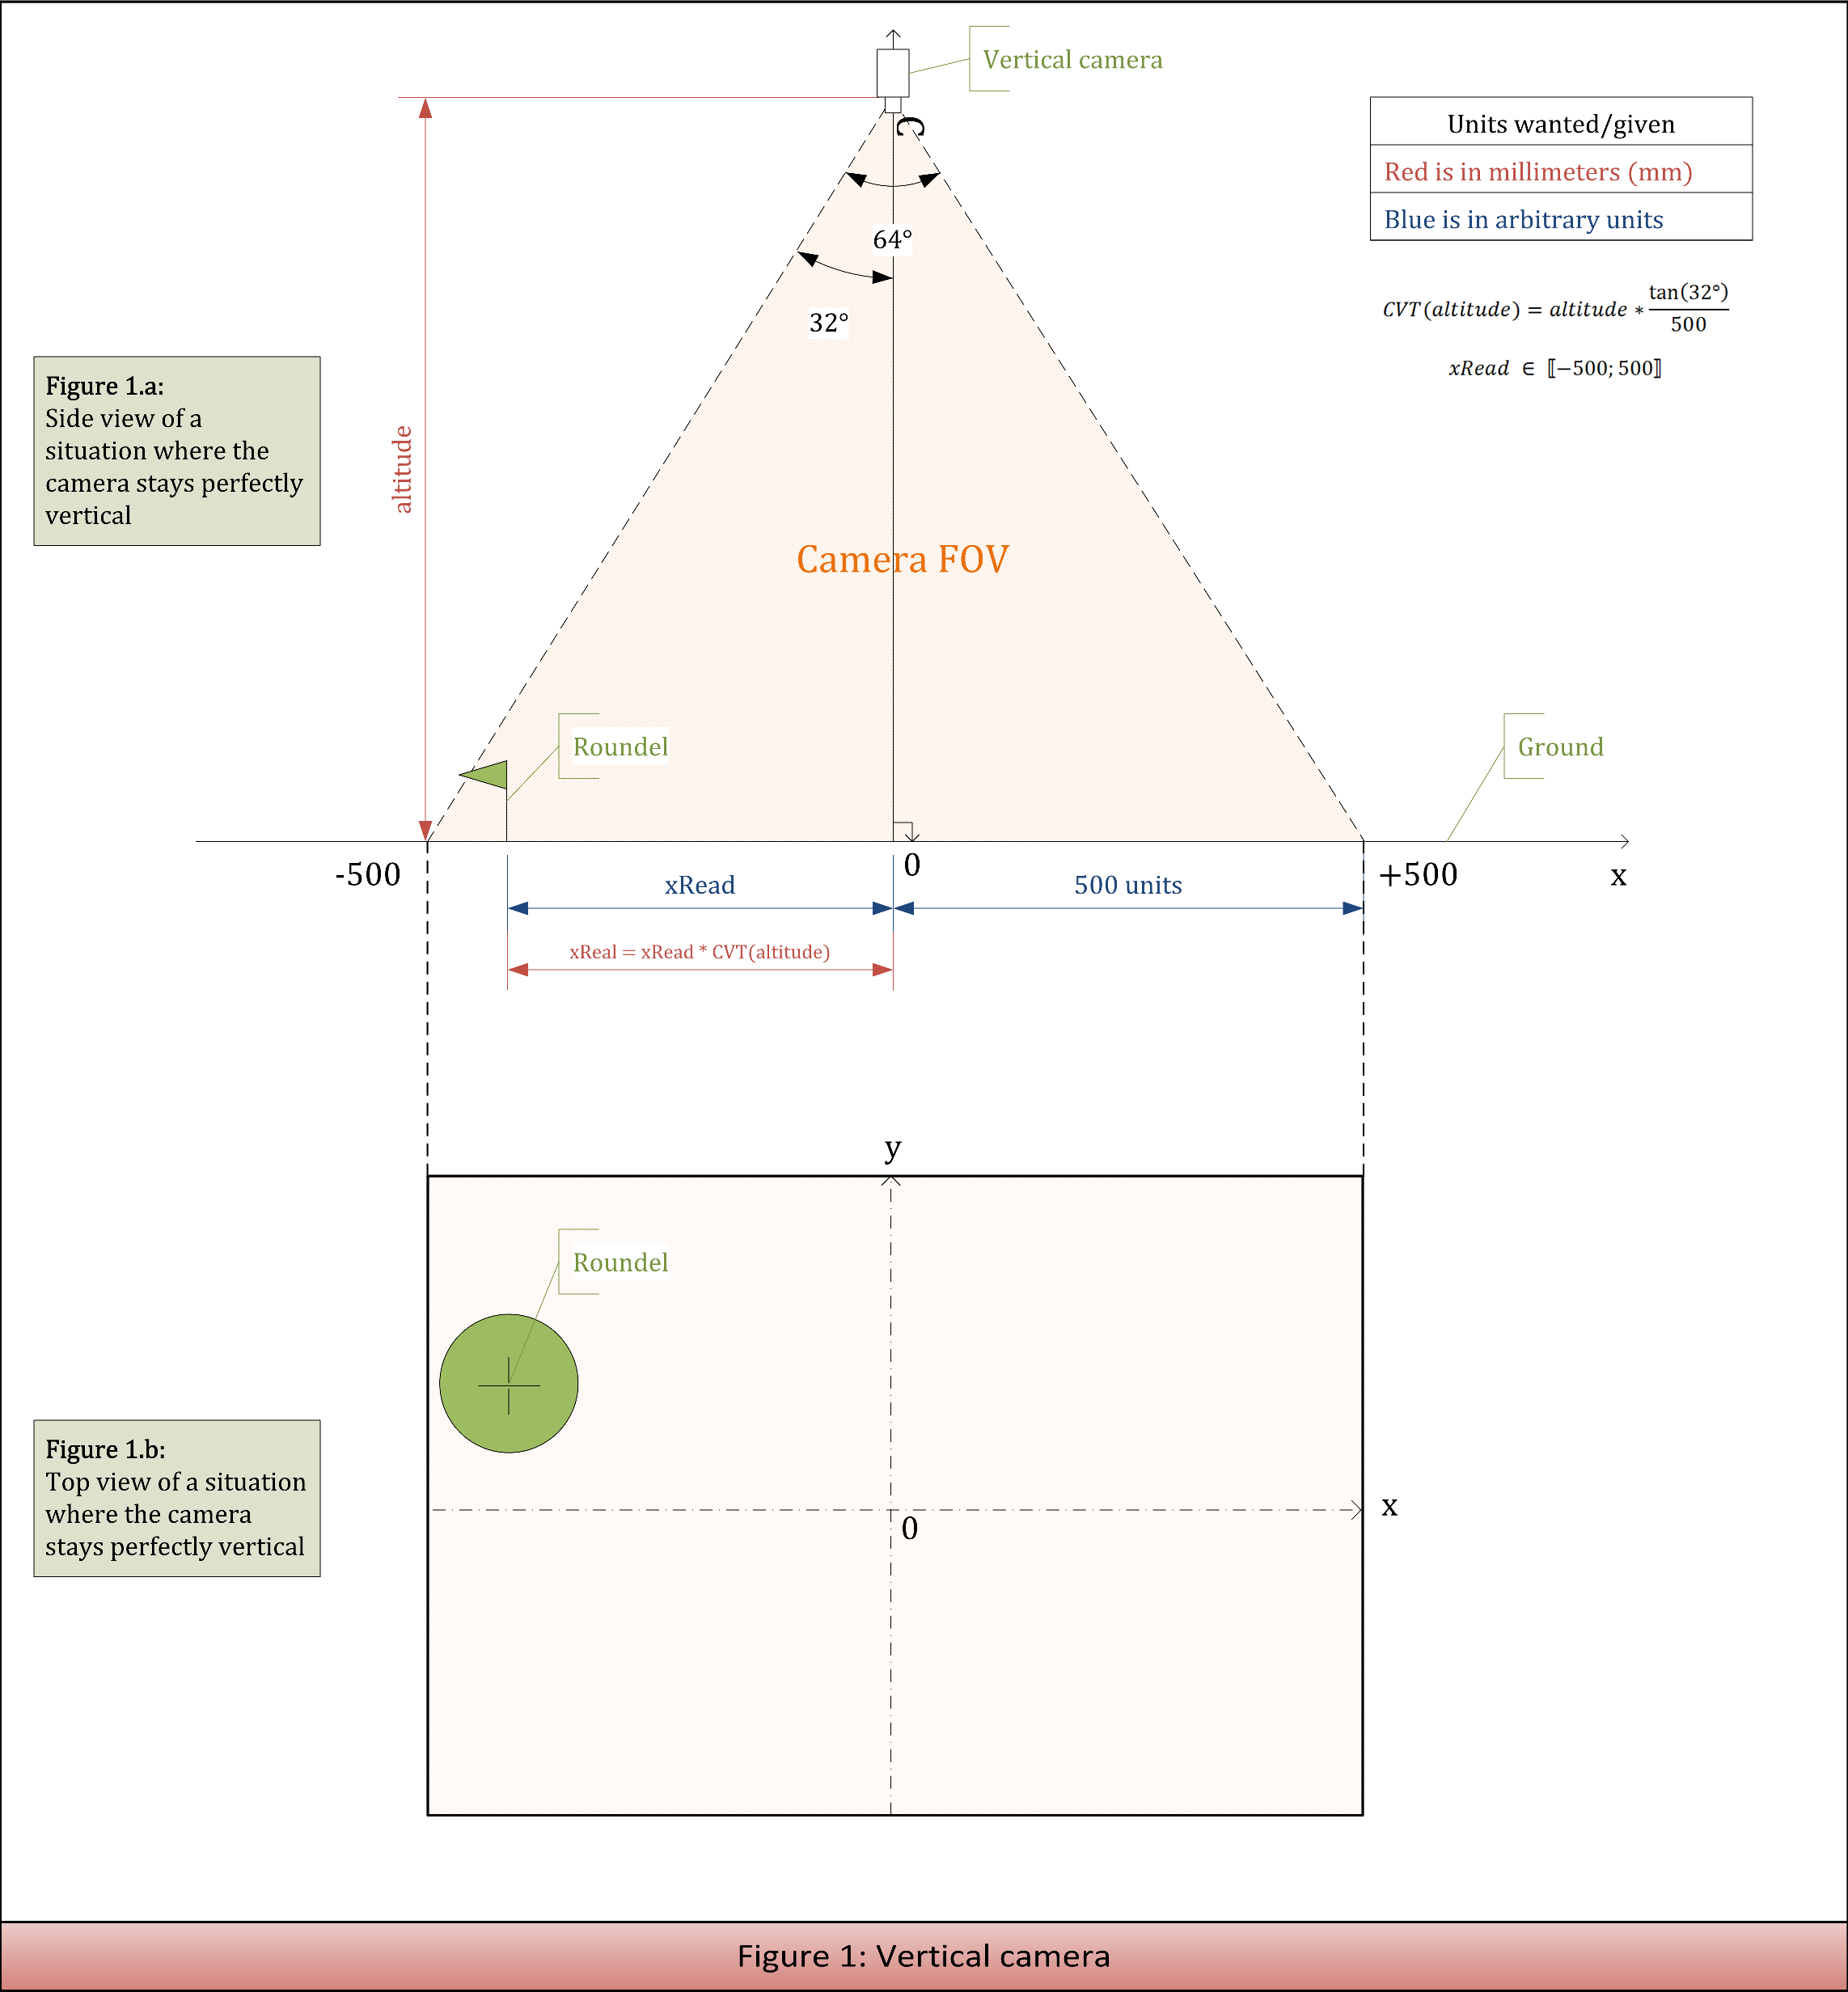 Vertical camera
C
Units wanted/given
Red is in millimeters (mm)
Blue is in arbitrary units
64°
32°
CVT(altitude) = altitude * tan(32°)/500
xRead ∈ ⟦−500; 500⟧
Figure 1.a:
Side view of a
situation where the
camera stays perfectly
vertical
altitude
Camera FOV
Roundel
Ground
-500
0
+500
x
xRead
500 units
xReal = xRead * CVT(altitude)
y
Roundel
x
0
Figure 1.b:
Top view of a situation
where the camera
stays perfectly vertical
Figure 1: Vertical camera